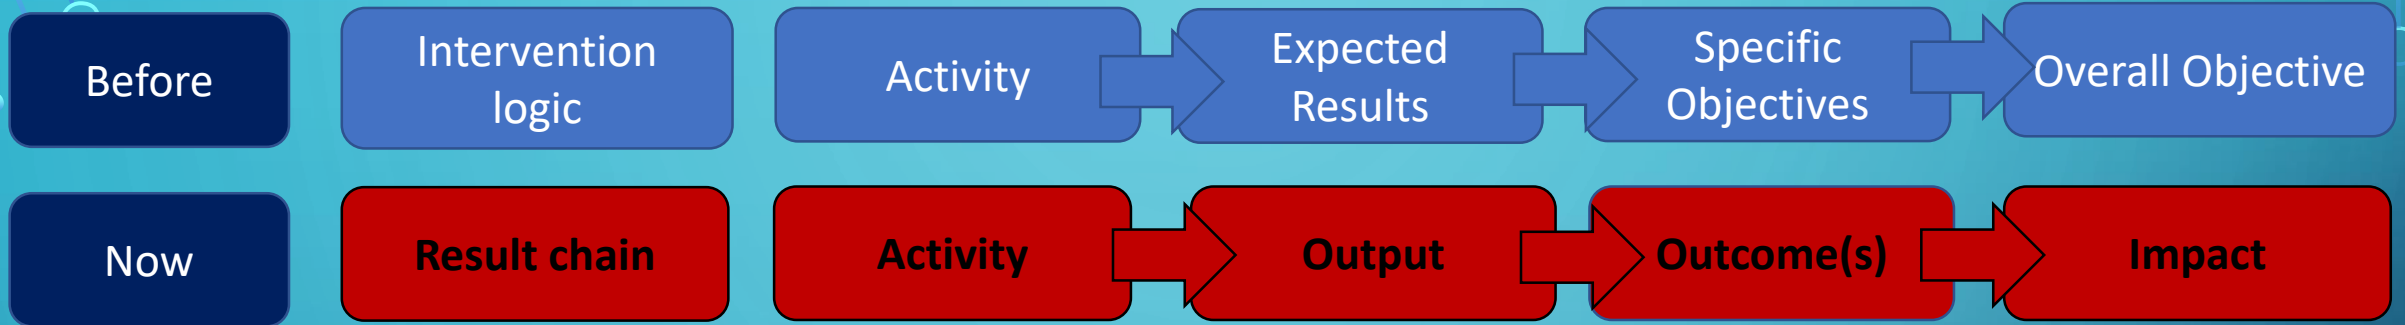 Before
Intervention
logic
Activity
Expected
Results
Specific
Objectives
Overall Objective
Now
Result chain
Activity
Output
Outcome(s)
Impact